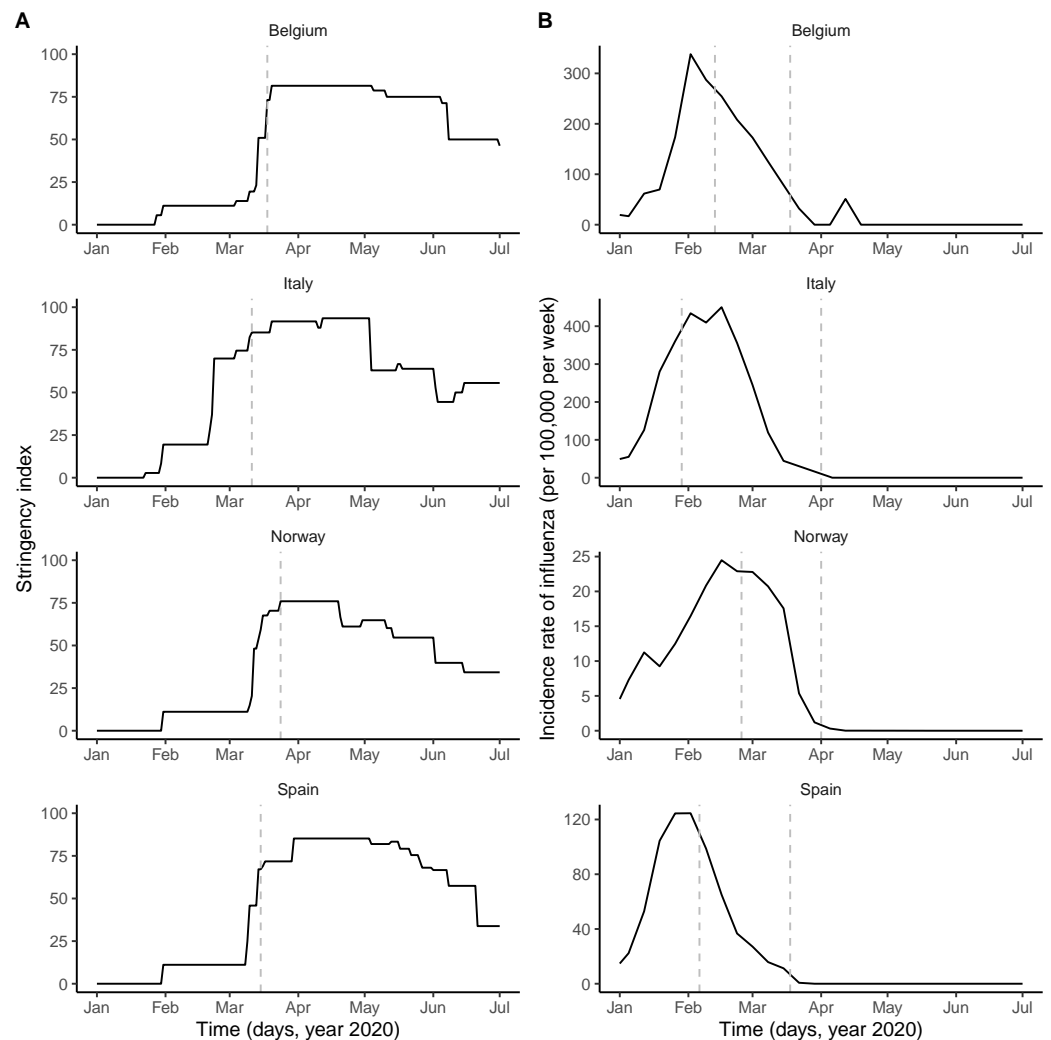 A
Belgium
100
75
50
25
0
Jan Feb Mar Apr May Jun Jul
Italy
100
75
50
25
0
Jan Feb Mar Apr May Jun Jul
Norway
100
75
50
25
0
Jan Feb Mar Apr May Jun Jul
Spain
100
75
50
25
0
Jan Feb Mar Apr May Jun Jul
Stringency index
Time (days, year 2020)
B
Belgium
300
200
100
0
Jan Feb Mar Apr May Jun Jul
Italy
400
300
200
100
0
Jan Feb Mar Apr May Jun Jul
Norway
25
20
15
10
5
0
Jan Feb Mar Apr May Jun Jul
Spain
120
80
40
0
Jan Feb Mar Apr May Jun Jul
Incidence rate of influenza (per 100,000 per week)
Time (days, year 2020)